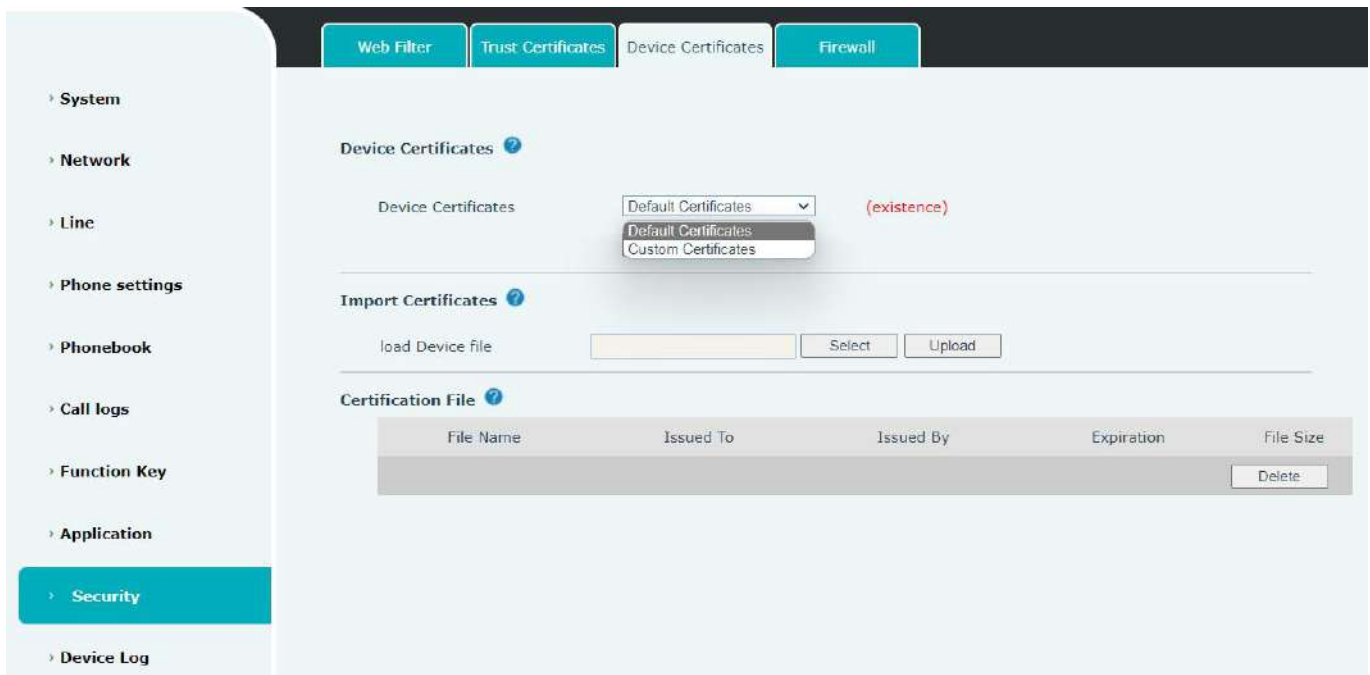 Web Filter Trust Certificates Device Certificates Firewall
System
Network
Line
Phone settings
Phonebook
Call logs
Function Key
Application
Security
Device Log
Device Certificates ?
Device Certificates Default Certificates (existence)
Default Certificates
Custom Certificates
Import Certificates ?
load Device file Select Upload
Certification File ?
File Name Issued To Issued By Expiration File Size
Delete